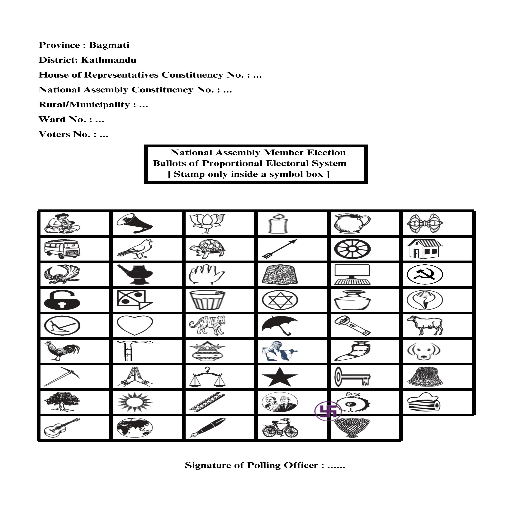 Province : Bagmati
District: Kathmandu
House of Representatives Constituency No. : ...
National Assembly Constituency No. : ...
Rural/Municipality : ...
Ward No. : ...
Voters No. : ...
National Assembly Member Election
Ballots of Proportional Electoral System
[ Stamp only inside a symbol box ]
Signature of Polling Officer : ......